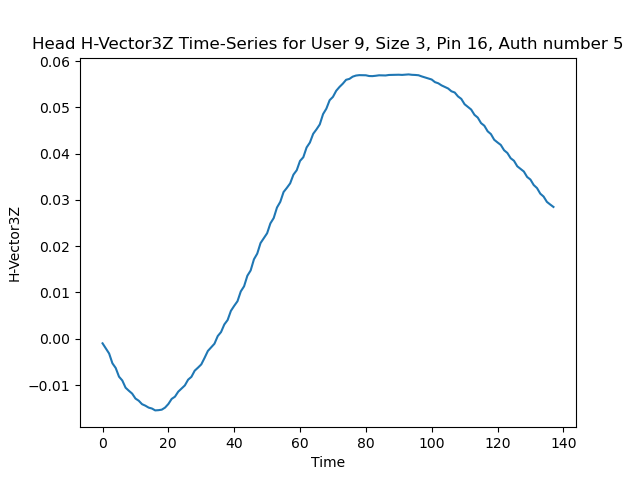 Head H-Vector3Z Time-Series for User 9, Size 3, Pin 16, Auth number 5
0.06
0.05
0.04
0.03
0.02
0.01
0.00
−0.01
H-Vector3Z
0 20 40 60 80 100 120 140
Time